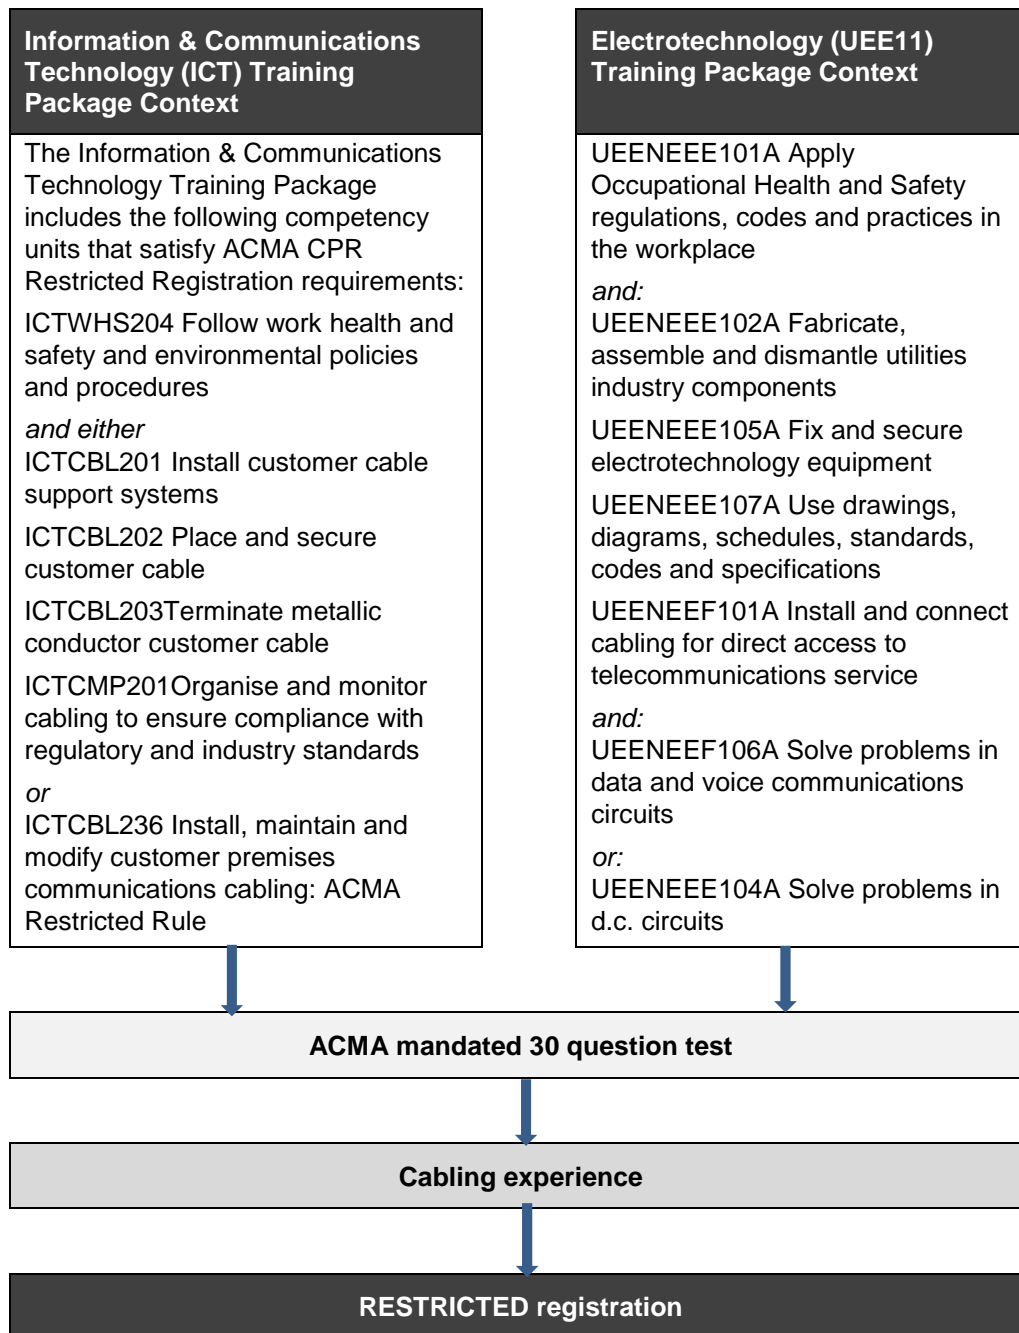 Information & Communications
Technology (ICT) Training
Package Context
The Information & Communications
Technology Training Package
includes the following competency
units that satisfy ACMA CPR
Restricted Registration requirements:
ICTWHS204 Follow work health and
safety and environmental policies
and procedures
and either
ICTCBL201 Install customer cable
support systems
ICTCBL202 Place and secure
customer cable
ICTCBL203Terminate metallic
conductor customer cable
ICTCMP201Organise and monitor
cabling to ensure compliance with
regulatory and industry standards
or
ICTCBL236 Install, maintain and
modify customer premises
communications cabling: ACMA
Restricted Rule
Electrotechnology (UEE11)
Training Package Context
UEENEEE101A Apply
Occupational Health and Safety
regulations, codes and practices in
the workplace
and:
UEENEEE102A Fabricate,
assemble and dismantle utilities
industry components
UEENEEE105A Fix and secure
electrotechnology equipment
UEENEEE107A Use drawings,
diagrams, schedules, standards,
codes and specifications
UEENEEF101A Install and connect
cabling for direct access to
telecommunications service
and:
UEENEEF106A Solve problems in
data and voice communications
circuits
or:
UEENEEE104A Solve problems in
d.c. circuits
ACMA mandated 30 question test
Cabling experience
RESTRICTED registration